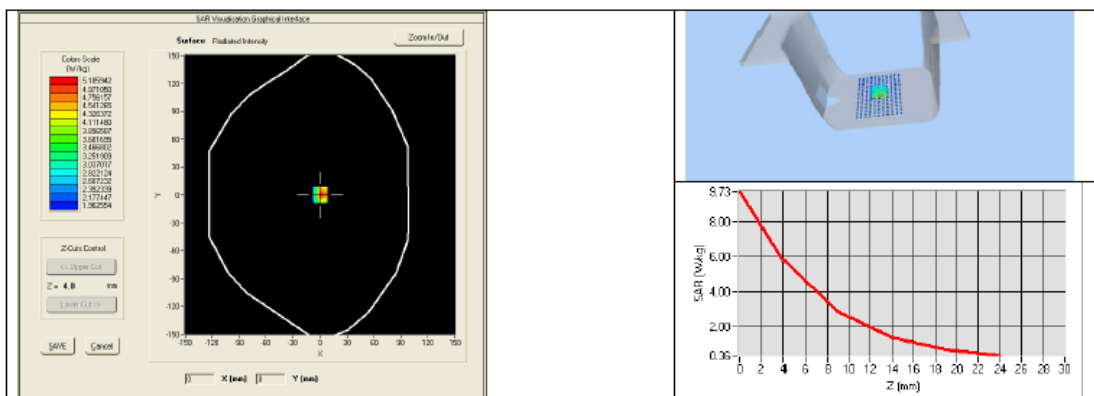 SAR Visualisation Graphical Interface
Surface Radiated Intensity
Zoom In/Out
Colors Scale
(W/kg)
5.185942
4.971050
4.756157
4.541265
4.326372
4.111480
3.896587
3.681695
3.466802
3.251909
3.037017
2.822124
2.607232
2.392339
2.177447
1.962554
Z-Cuts Control
<< Upper Cut
Z = 4.0 mm
Lower Cut >>
SAVE Cancel
150
120
90
60
30
0
-30
-60
-90
-120
-150
Y
-150 -120 -90 -60 -30 0 30 60 90 120 150
X
0 X (mm) 0 Y (mm)
9.73
8.00
6.00
4.00
2.00
0.36
SAR (W/kg)
0 2 4 6 8 10 12 14 16 18 20 22 24 26 28 30
Z (mm)